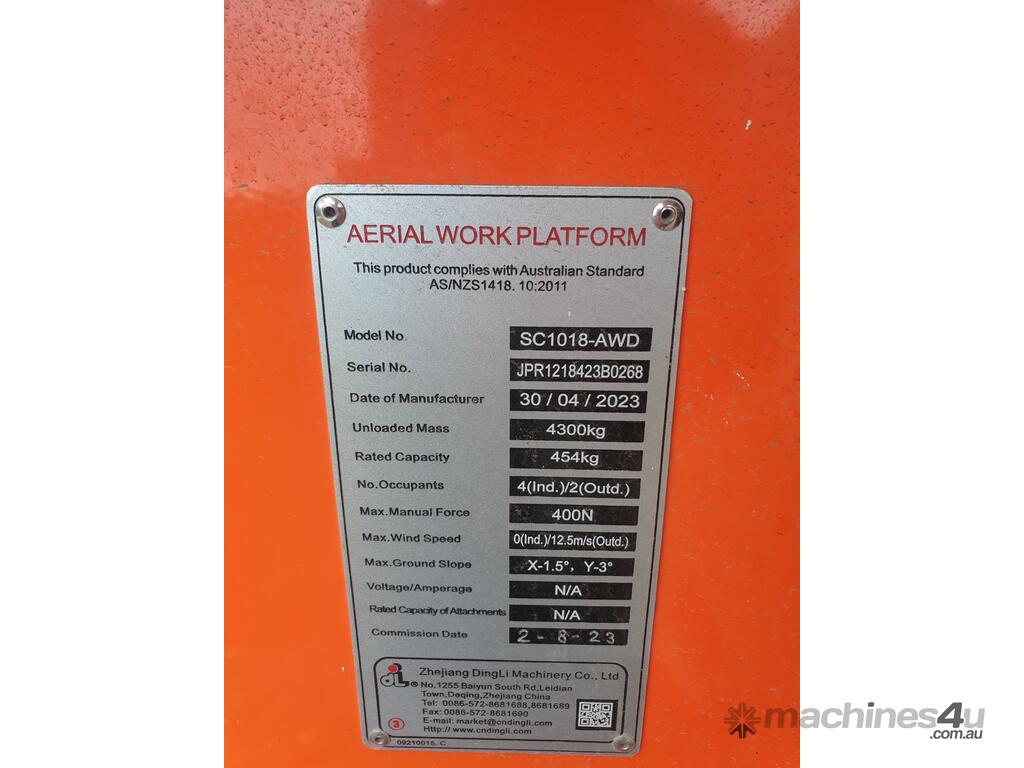 AERIAL WORK PLATFORM
This product complies with Australian Standard
AS/NZS1418. 10:2011
Model No. SC1018-AWD
Serial No. JPR1218423B0268
Date of Manufacturer 30 / 04 / 2023
Unloaded Mass 4300kg
Rated Capacity 454kg
No.Occupants 4(Ind.)/2(Outd.)
Max.Manual Force 400N
Max.Wind Speed 0(Ind.)/12.5m/s(Outd.)
Max.Ground Slope X-1.5°, Y-3°
Voltage/Amperage N/A
Rated Capacity of Attachments N/A
Commission Date 2-8-23
DL ® Zhejiang DingLi Machinery Co., Ltd
No.1255 Baiyun South Rd,Leidian
Town,Deqing,Zhejiang China
Tel: 0086-572-8681688,8681689
Fax: 0086-572-8681690
E-mail: market@cndingli.com
Http:// www.cndingli.com
3
09210015. C
machines4u
.com.au